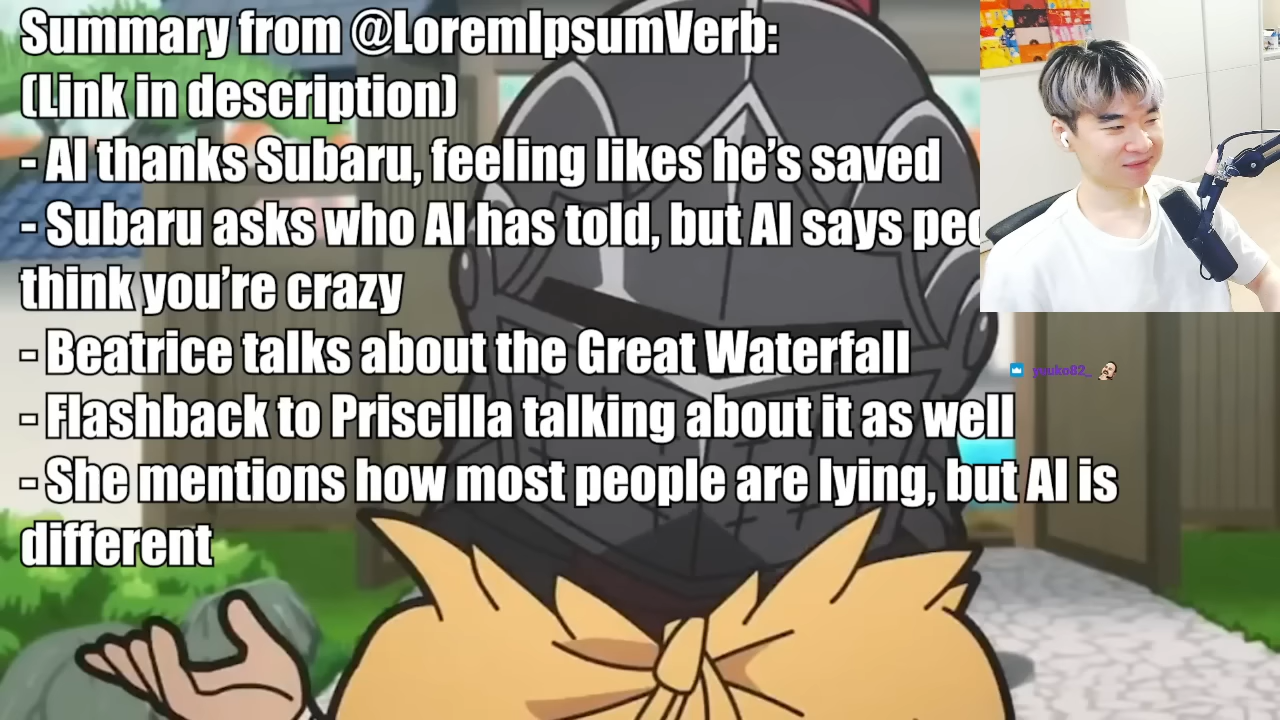 Summary from @LoremIpsumVerb:
(Link in description)
- Al thanks Subaru, feeling likes he's saved
- Subaru asks who Al has told, but Al says
think you're crazy
- Beatrice talks about the Great Waterfall
- Flashback to Priscilla talking about it as well
- She mentions how most people are lying, but Al is
different
yuuko82_